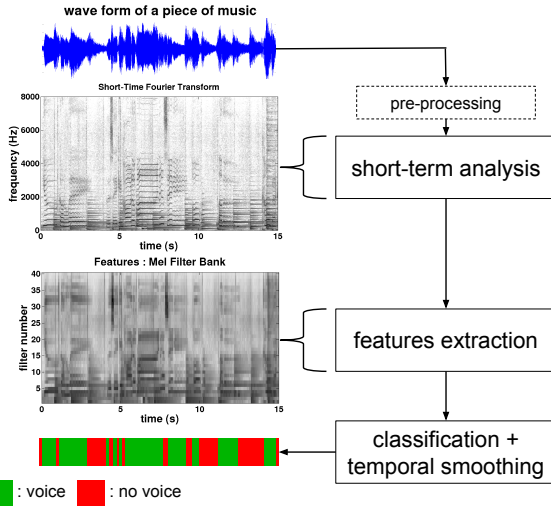 wave form of a piece of music
pre-processing
Short-Time Fourier Transform
8000
6000
4000
2000
0
frequency (Hz)
0 5 10 15
time (s)
short-term analysis
Features : Mel Filter Bank
40
35
30
25
20
15
10
5
filter number
0 5 10 15
time (s)
features extraction
classification +
temporal smoothing
: voice : no voice